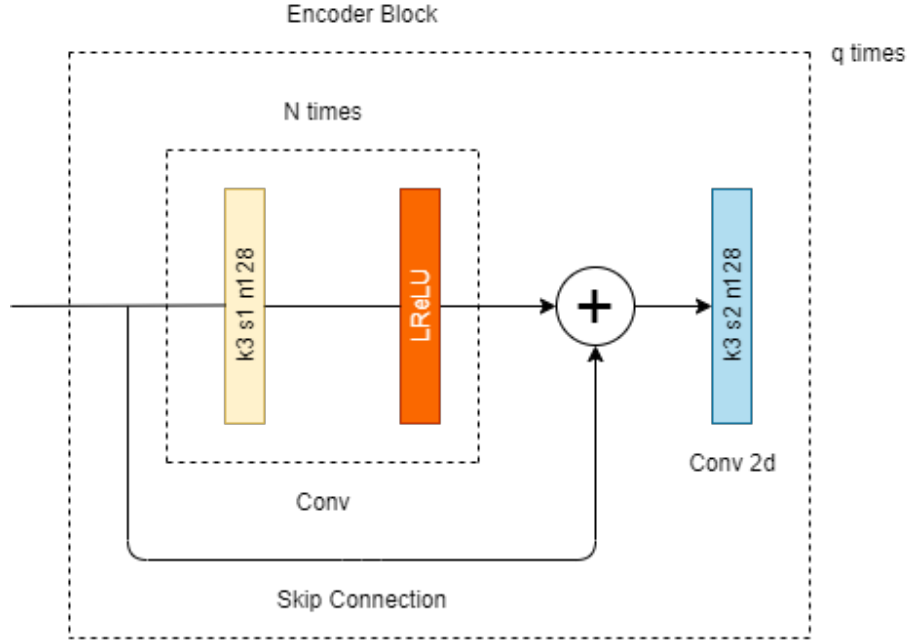 Encoder Block
q times
N times
k3 s1 n128
LReLU
k3 s2 n128
Conv 2d
Conv
Skip Connection